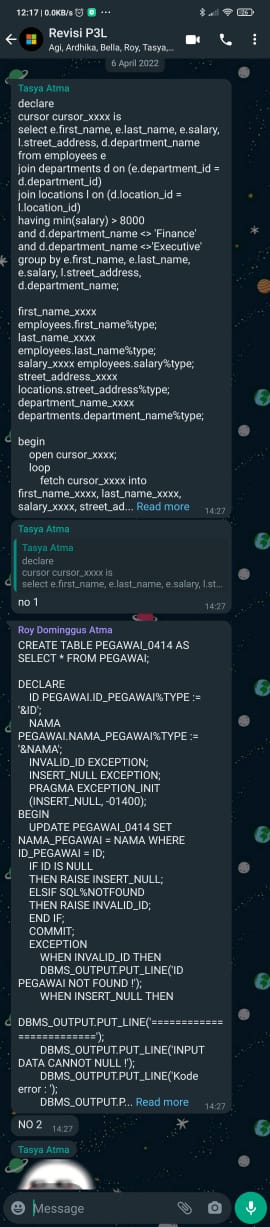 12:17 | 0.0KB/s
Revisi P3L
Agi, Ardhika, Bella, Roy, Tasya,...
6 April 2022
Tasya Atma
declare
cursor cursor_xxxx is
select e.first_name, e.last_name, e.salary,
l.street_address, d.department_name
from employees e
join departments d on (e.department_id =
d.department_id)
join locations l on (d.location_id =
l.location_id)
having min(salary) > 8000
and d.department_name <> 'Finance'
and d.department_name <>'Executive'
group by e.first_name, e.last_name,
e.salary, l.street_address,
d.department_name;
first_name_xxxx
employees.first_name%type;
last_name_xxxx
employees.last_name%type;
salary_xxxx employees.salary%type;
street_address_xxxx
locations.street_address%type;
department_name_xxxx
departments.department_name%type;
begin
open cursor_xxxx;
loop
fetch cursor_xxxx into
first_name_xxxx, last_name_xxxx,
salary_xxxx, street_ad... Read more
14:27
Tasya Atma
Tasya Atma
declare
cursor cursor_xxxx is
select e.first_name, e.last_name, e.salary, l.st...
no 1
14:27
Roy Dominggus Atma
CREATE TABLE PEGAWAI_0414 AS
SELECT * FROM PEGAWAI;
DECLARE
ID PEGAWAI.ID_PEGAWAI%TYPE :=
'&ID';
NAMA
PEGAWAI.NAMA_PEGAWAI%TYPE :=
'&NAMA';
INVALID_ID EXCEPTION;
INSERT_NULL EXCEPTION;
PRAGMA EXCEPTION_INIT
(INSERT_NULL, -01400);
BEGIN
UPDATE PEGAWAI_0414 SET
NAMA_PEGAWAI = NAMA WHERE
ID_PEGAWAI = ID;
IF ID IS NULL
THEN RAISE INSERT_NULL;
ELSIF SQL%NOTFOUND
THEN RAISE INVALID_ID;
END IF;
COMMIT;
EXCEPTION
WHEN INVALID_ID THEN
DBMS_OUTPUT.PUT_LINE('ID
PEGAWAI NOT FOUND !');
WHEN INSERT_NULL THEN
DBMS_OUTPUT.PUT_LINE('============
=============');
DBMS_OUTPUT.PUT_LINE('INPUT
DATA CANNOT NULL !');
DBMS_OUTPUT.PUT_LINE('Kode
error : ');
DBMS_OUTPUT.P... Read more
14:27
NO 2
14:27
Tasya Atma
Message